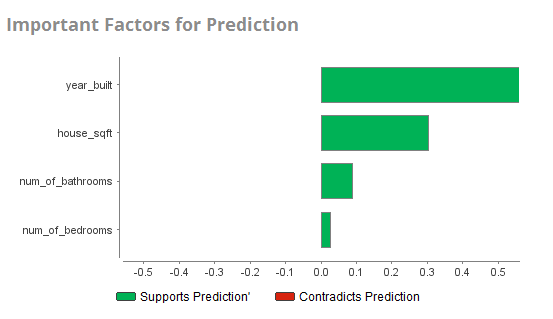 Important Factors for Prediction
year_built
house_sqft
num_of_bathrooms
num_of_bedrooms
-0.5 -0.4 -0.3 -0.2 -0.1 0.0 0.1 0.2 0.3 0.4 0.5
Supports Prediction' Contradicts Prediction